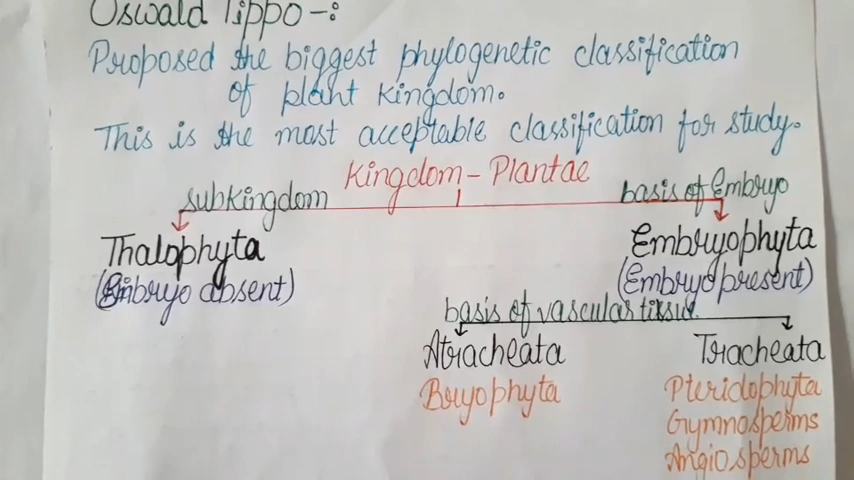 Oswald Tippo-:
Proposed the biggest phylogenetic classification
of plant Kingdom.
This is the most acceptable classification for study.
Kingdom - Plantae
subkingdom
basis of Embryo
Thalophyta
Embryophyta
(Embryo absent)
(Embryo present)
basis of vascular tissue
Atracheata
Tracheata
Bryophyta
Pteridophyta
Gymnosperms
Angiosperms